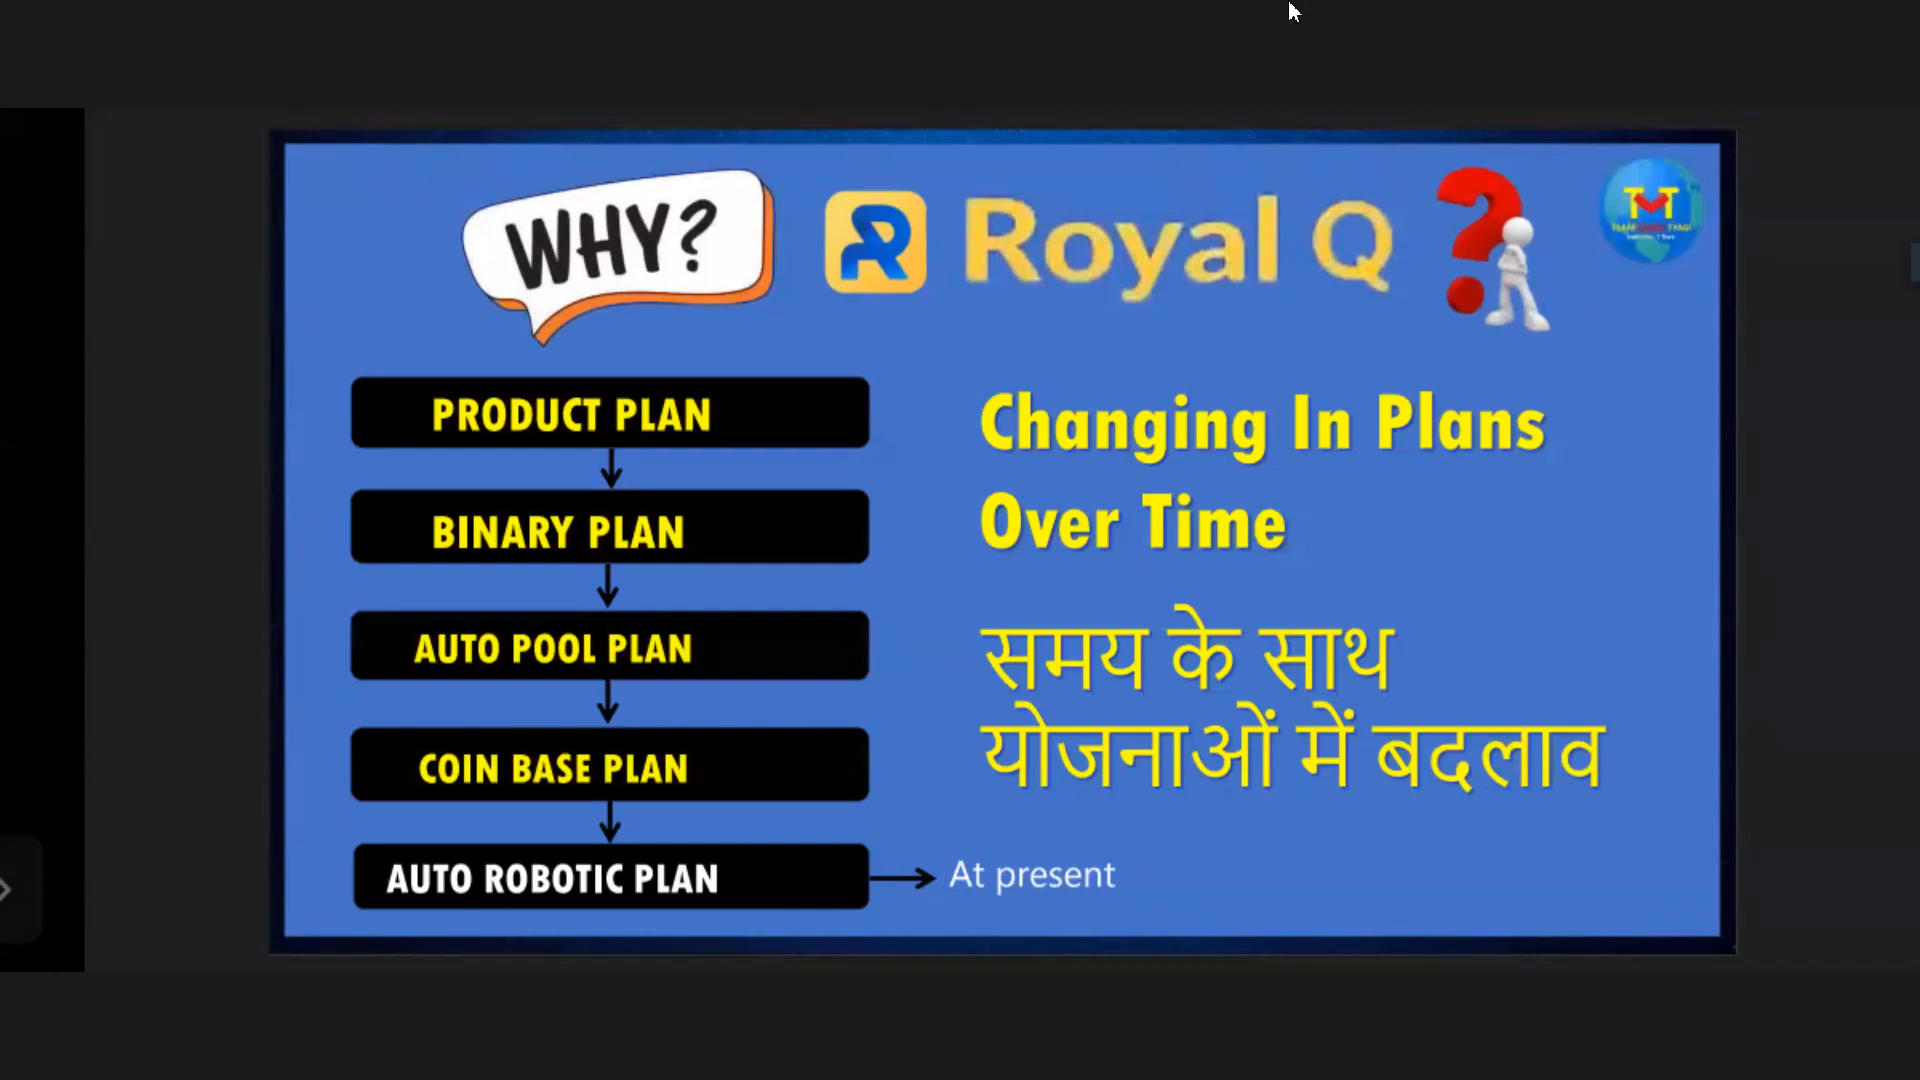 WHY?
Royal Q
PRODUCT PLAN
BINARY PLAN
AUTO POOL PLAN
COIN BASE PLAN
AUTO ROBOTIC PLAN
At present
Changing In Plans
Over Time
समय के साथ
योजनाओं में बदलाव